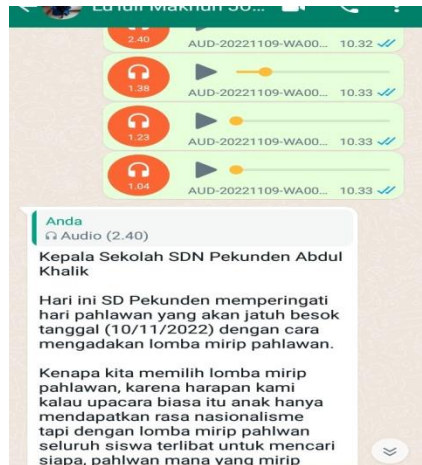 2.40 AUD-20221109-WA00... 10.32
1.38 AUD-20221109-WA00... 10.33
1.23 AUD-20221109-WA00... 10.33
1.04 AUD-20221109-WA00... 10.33
Anda
Audio (2.40)
Kepala Sekolah SDN Pekunden Abdul
Khalik
Hari ini SD Pekunden memperingati
hari pahlawan yang akan jatuh besok
tanggal (10/11/2022) dengan cara
mengadakan lomba mirip pahlawan.
Kenapa kita memilih lomba mirip
pahlawan, karena harapan kami
kalau upacara biasa itu anak hanya
mendapatkan rasa nasionalisme
tapi dengan lomba mirip pahlwan
seluruh siswa terlibat untuk mencari
siapa, pahlwan mana yang mirip